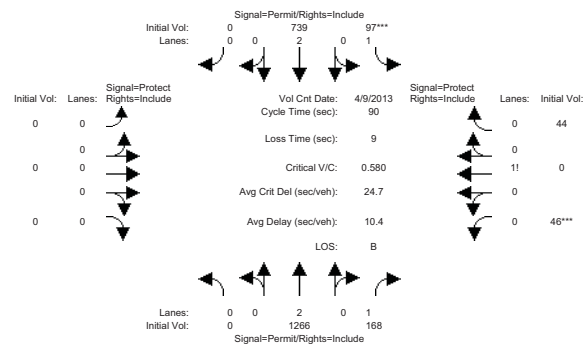 Signal=Permit/Rights=Include
Initial Vol: 0 739 97***
Lanes: 0 0 2 0 1
Signal=Protect
Initial Vol: Lanes: Rights=Include
Vol Cnt Date: 4/9/2013
Signal=Protect
Rights=Include Lanes: Initial Vol:
Cycle Time (sec): 90
0 0
0 44
Loss Time (sec): 9
0
0
0 0
Critical V/C: 0.580
1! 0
0
Avg Crit Del (sec/veh): 24.7
0
0 0
Avg Delay (sec/veh): 10.4
0 46***
LOS: B
Lanes: 0 0 2 0 1
Initial Vol: 0 1266 168
Signal=Permit/Rights=Include